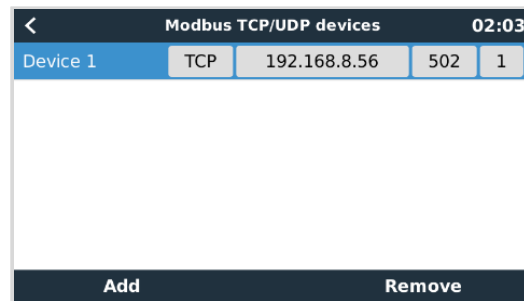 Modbus TCP/UDP devices 02:03
Device 1 TCP 192.168.8.56 502 1
Add Remove